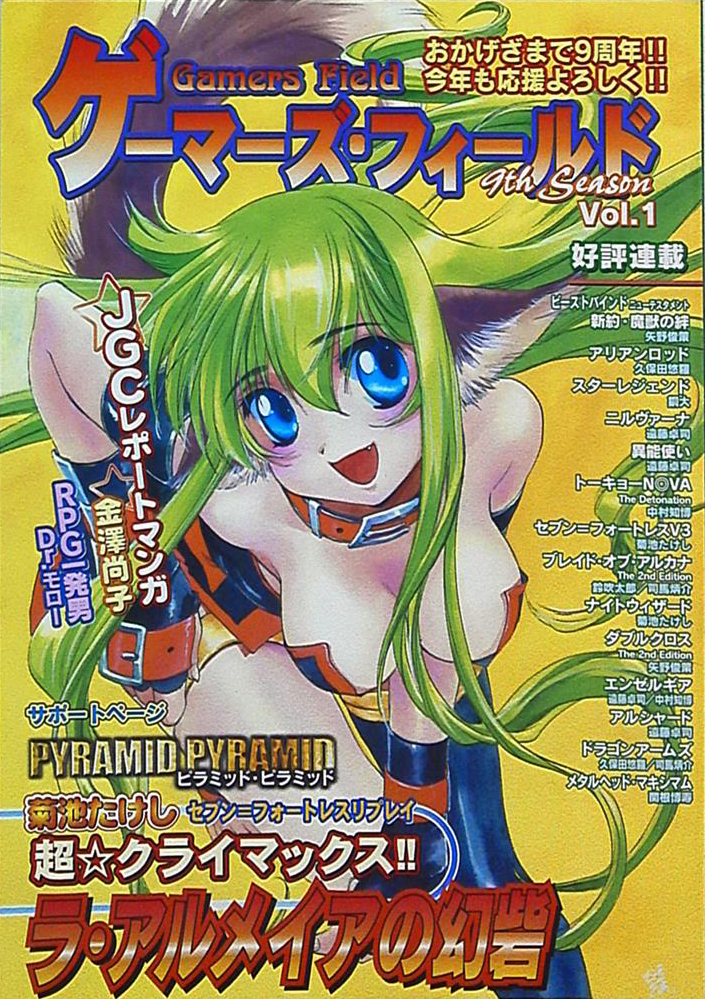 おかげさまで9周年!!
今年も応援よろしく!!
Gamers Field
ゲーマーズ・フィールド
9th Season
Vol.1
好評連載
ビーストバインド ニューテスタメント
新約・魔獣の絆
矢野俊策
アリアンロッド
久保田悠羅
スターレジェンド
ニルヴァーナ
遠藤卓司
異能使い
遠藤卓司
トーキョーN◎VA
The Detonation
中村知博
セブン=フォートレスV3
菊池たけし
ブレイド・オブ・アルカナ
The 2nd Edition
鈴吹太郎/司馬炳介
ナイトウィザード
菊池たけし
ダブルクロス
The 2nd Edition
矢野俊策
エンゼルギア
遠藤卓司/中村知博
アルシャード
遠藤卓司
ドラゴンアームズ
久保田悠羅/司馬炳介
メタルヘッド・マキシマム
関根博寿
☆JGCレポートマンガ
☆金澤尚子
RPG一発男
Dr.モロー
サポートページ
PYRAMID PYRAMID
ピラミッド・ピラミッド
菊池たけし セブン=フォートレスリプレイ
超☆クライマックス!!
ラ・アルメイアの幻砦